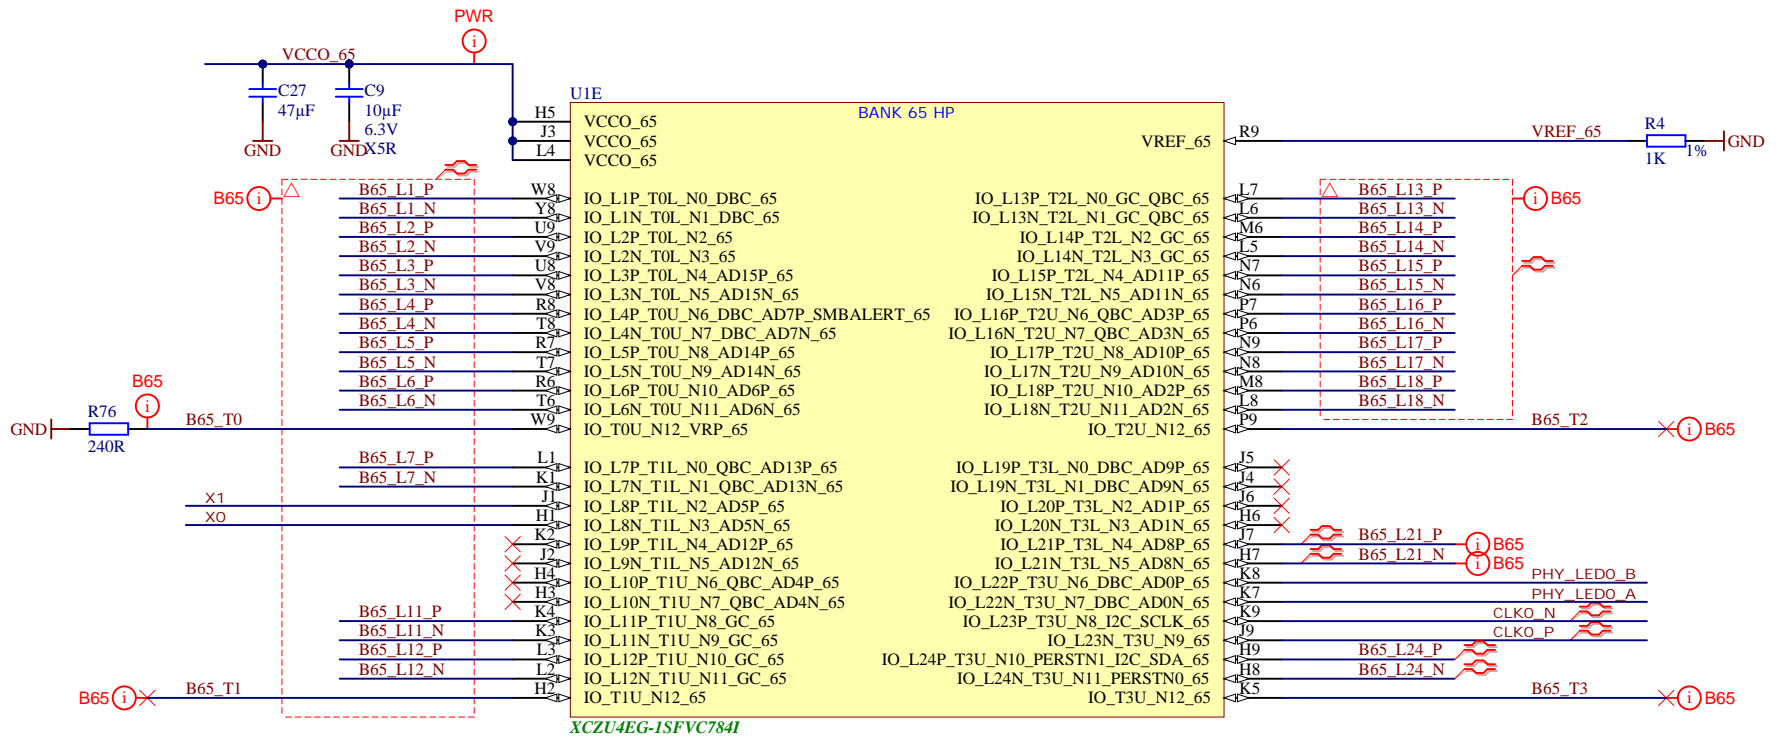 PWR
VCCO_65
C27
47µF
GND
C9
10µF
6.3V
X5R
GND
U1E
BANK 65 HP
H5 VCCO_65
J3 VCCO_65
L4 VCCO_65
VREF_65 R9 VREF_65 R4 1K 1% GND
B65
B65_L1_P W8 IO_L1P_T0L_N0_DBC_65
B65_L1_N Y8 IO_L1N_T0L_N1_DBC_65
B65_L2_P U9 IO_L2P_T0L_N2_65
B65_L2_N V9 IO_L2N_T0L_N3_65
B65_L3_P U8 IO_L3P_T0L_N4_AD15P_65
B65_L3_N V8 IO_L3N_T0L_N5_AD15N_65
B65_L4_P R8 IO_L4P_T0U_N6_DBC_AD7P_SMBALERT_65
B65_L4_N T8 IO_L4N_T0U_N7_DBC_AD7N_65
B65_L5_P R7 IO_L5P_T0U_N8_AD14P_65
B65_L5_N T7 IO_L5N_T0U_N9_AD14N_65
B65_L6_P R6 IO_L6P_T0U_N10_AD6P_65
B65_L6_N T6 IO_L6N_T0U_N11_AD6N_65
B65
GND R76 240R B65_T0 W9 IO_T0U_N12_VRP_65
B65_L7_P L1 IO_L7P_T1L_N0_QBC_AD13P_65
B65_L7_N K1 IO_L7N_T1L_N1_QBC_AD13N_65
X1 J1 IO_L8P_T1L_N2_AD5P_65
X0 H1 IO_L8N_T1L_N3_AD5N_65
K2 IO_L9P_T1L_N4_AD12P_65
J2 IO_L9N_T1L_N5_AD12N_65
H4 IO_L10P_T1U_N6_QBC_AD4P_65
H3 IO_L10N_T1U_N7_QBC_AD4N_65
B65_L11_P K4 IO_L11P_T1U_N8_GC_65
B65_L11_N K3 IO_L11N_T1U_N9_GC_65
B65_L12_P L3 IO_L12P_T1U_N10_GC_65
B65_L12_N L2 IO_L12N_T1U_N11_GC_65
B65 B65_T1 H2 IO_T1U_N12_65
IO_L13P_T2L_N0_GC_QBC_65 L7 B65_L13_P B65
IO_L13N_T2L_N1_GC_QBC_65 L6 B65_L13_N
IO_L14P_T2L_N2_GC_65 M6 B65_L14_P
IO_L14N_T2L_N3_GC_65 L5 B65_L14_N
IO_L15P_T2L_N4_AD11P_65 N7 B65_L15_P
IO_L15N_T2L_N5_AD11N_65 N6 B65_L15_N
IO_L16P_T2U_N6_QBC_AD3P_65 P7 B65_L16_P
IO_L16N_T2U_N7_QBC_AD3N_65 P6 B65_L16_N
IO_L17P_T2U_N8_AD10P_65 N9 B65_L17_P
IO_L17N_T2U_N9_AD10N_65 N8 B65_L17_N
IO_L18P_T2U_N10_AD2P_65 M8 B65_L18_P
IO_L18N_T2U_N11_AD2N_65 L8 B65_L18_N
IO_T2U_N12_65 P9 B65_T2 B65
IO_L19P_T3L_N0_DBC_AD9P_65 J5
IO_L19N_T3L_N1_DBC_AD9N_65 J4
IO_L20P_T3L_N2_AD1P_65 J6
IO_L20N_T3L_N3_AD1N_65 H6
IO_L21P_T3L_N4_AD8P_65 J7 B65_L21_P B65
IO_L21N_T3L_N5_AD8N_65 H7 B65_L21_N B65
IO_L22P_T3U_N6_DBC_AD0P_65 K8 PHY_LED0_B
IO_L22N_T3U_N7_DBC_AD0N_65 K7 PHY_LED0_A
IO_L23P_T3U_N8_I2C_SCLK_65 K9 CLK0_N
IO_L23N_T3U_N9_65 J9 CLK0_P
IO_L24P_T3U_N10_PERSTN1_I2C_SDA_65 H9 B65_L24_P
IO_L24N_T3U_N11_PERSTN0_65 H8 B65_L24_N
IO_T3U_N12_65 K5 B65_T3 B65
XCZU4EG-1SFVC784I